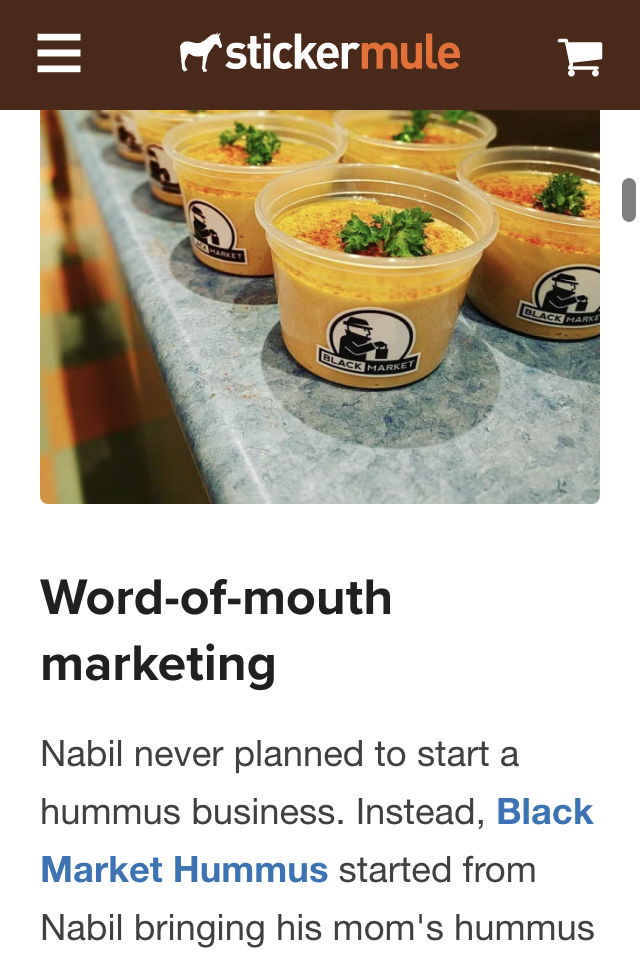 stickermule
BLACK MARKET
BLACK MARKET
BLACK MARKE
Word-of-mouth
marketing
Nabil never planned to start a
hummus business. Instead, Black
Market Hummus started from
Nabil bringing his mom's hummus